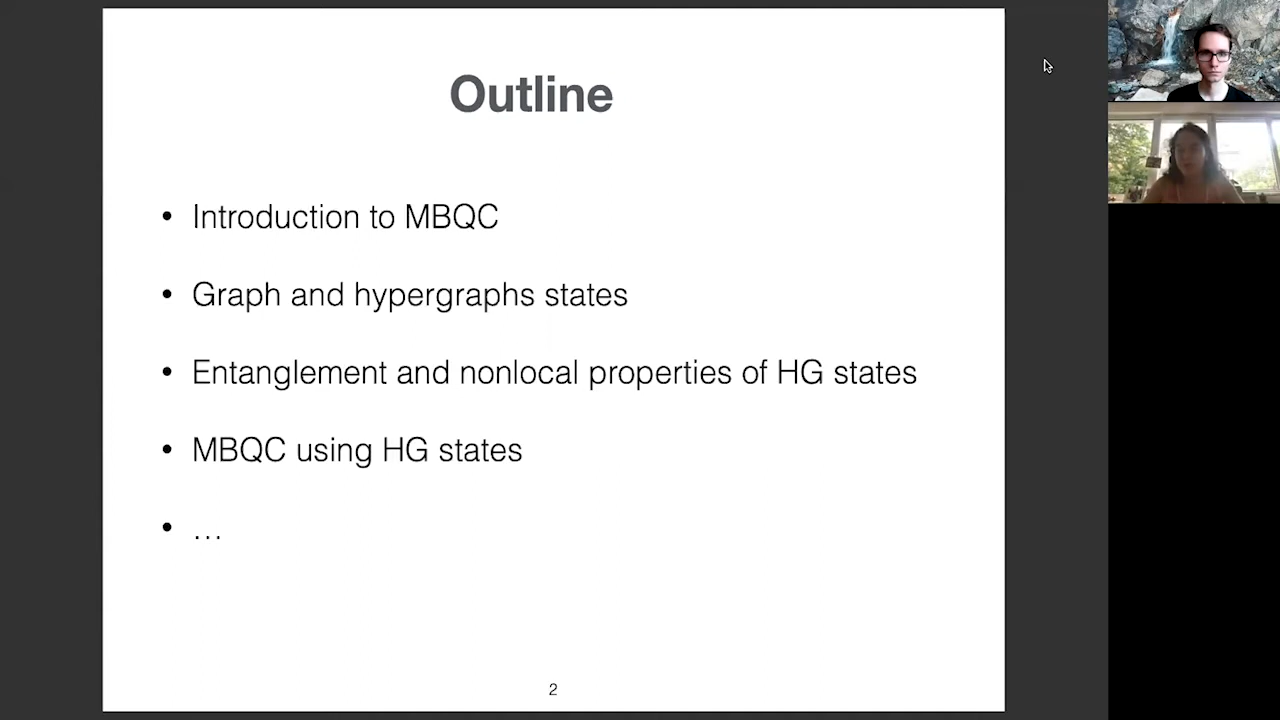 Outline
• Introduction to MBQC
• Graph and hypergraphs states
• Entanglement and nonlocal properties of HG states
• MBQC using HG states
• …
2